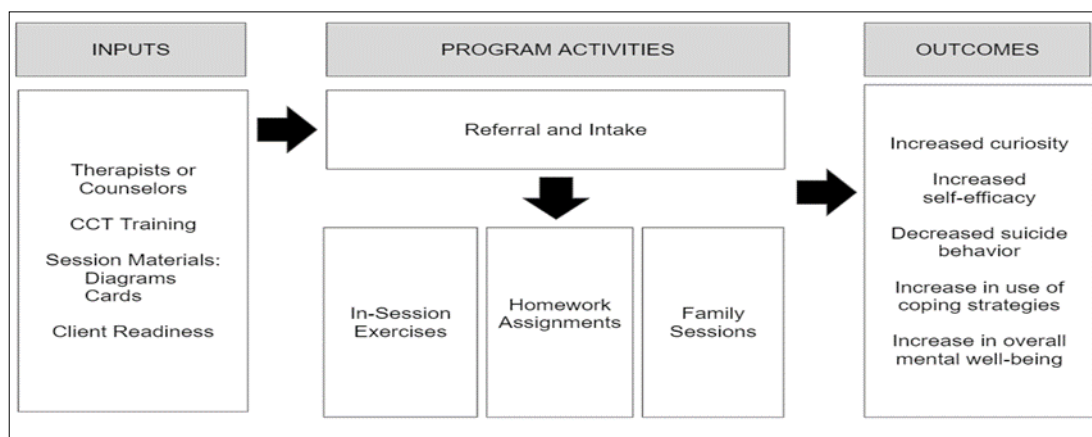 INPUTS
PROGRAM ACTIVITIES
OUTCOMES
Therapists or
Counselors
CCT Training
Session Materials:
Diagrams
Cards
Client Readiness
Referral and Intake
In-Session
Exercises
Homework
Assignments
Family
Sessions
Increased curiosity
Increased
self-efficacy
Decreased suicide
behavior
Increase in use of
coping strategies
Increase in overall
mental well-being